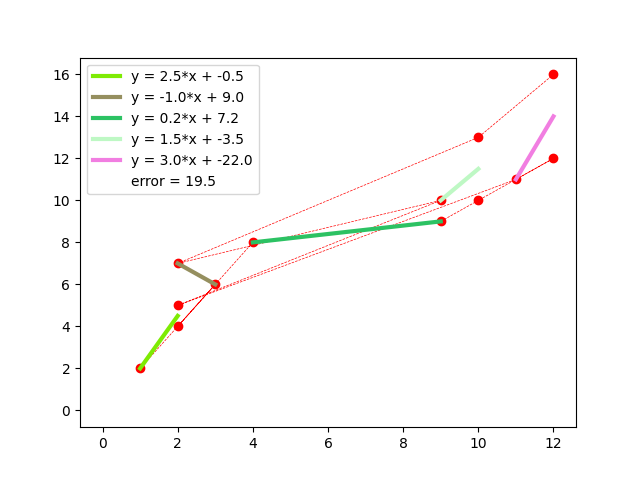 y = 2.5*x + -0.5
y = -1.0*x + 9.0
y = 0.2*x + 7.2
y = 1.5*x + -3.5
y = 3.0*x + -22.0
error = 19.5
16
14
12
10
8
6
4
2
0
0 2 4 6 8 10 12